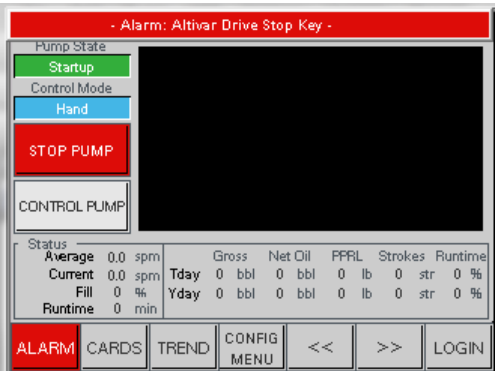 - Alarm: Altivar Drive Stop Key -
Pump State
Startup
Control Mode
Hand
STOP PUMP
CONTROL PUMP
Status
Average 0.0 spm
Current 0.0 spm
Fill 0 %
Runtime 0 min
Gross Net Oil PPRL Strokes Runtime
Tday 0 bbl 0 bbl 0 lb 0 str 0 %
Yday 0 bbl 0 bbl 0 lb 0 str 0 %
ALARM CARDS TREND CONFIG MENU << >> LOGIN